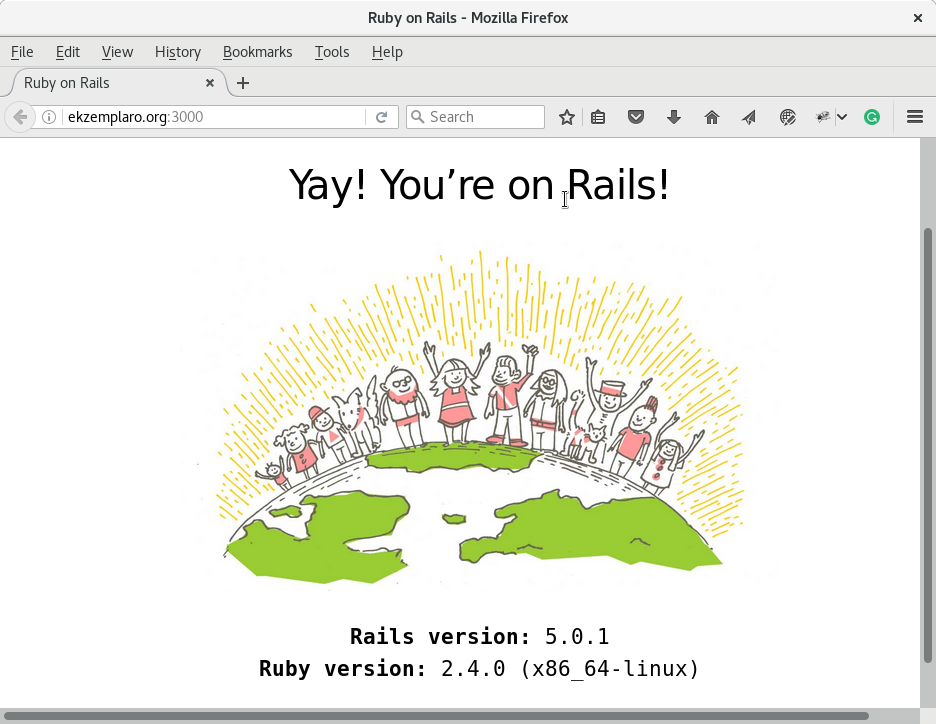 Ruby on Rails - Mozilla Firefox
File Edit View History Bookmarks Tools Help
Ruby on Rails
ekzemplaro.org:3000 Search
Yay! You’re on Rails!
Rails version: 5.0.1
Ruby version: 2.4.0 (x86_64-linux)